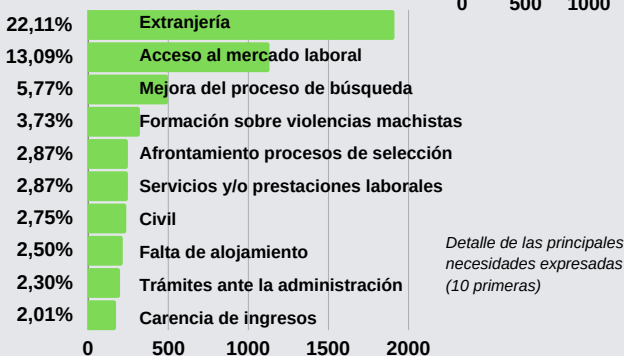 0 500 1000
22,11% Extranjería
13,09% Acceso al mercado laboral
5,77% Mejora del proceso de búsqueda
3,73% Formación sobre violencias machistas
2,87% Afrontamiento procesos de selección
2,87% Servicios y/o prestaciones laborales
2,75% Civil
2,50% Falta de alojamiento
2,30% Trámites ante la administración
2,01% Carencia de ingresos
0 500 1000 1500 2000
Detalle de las principales
necesidades expresadas
(10 primeras)